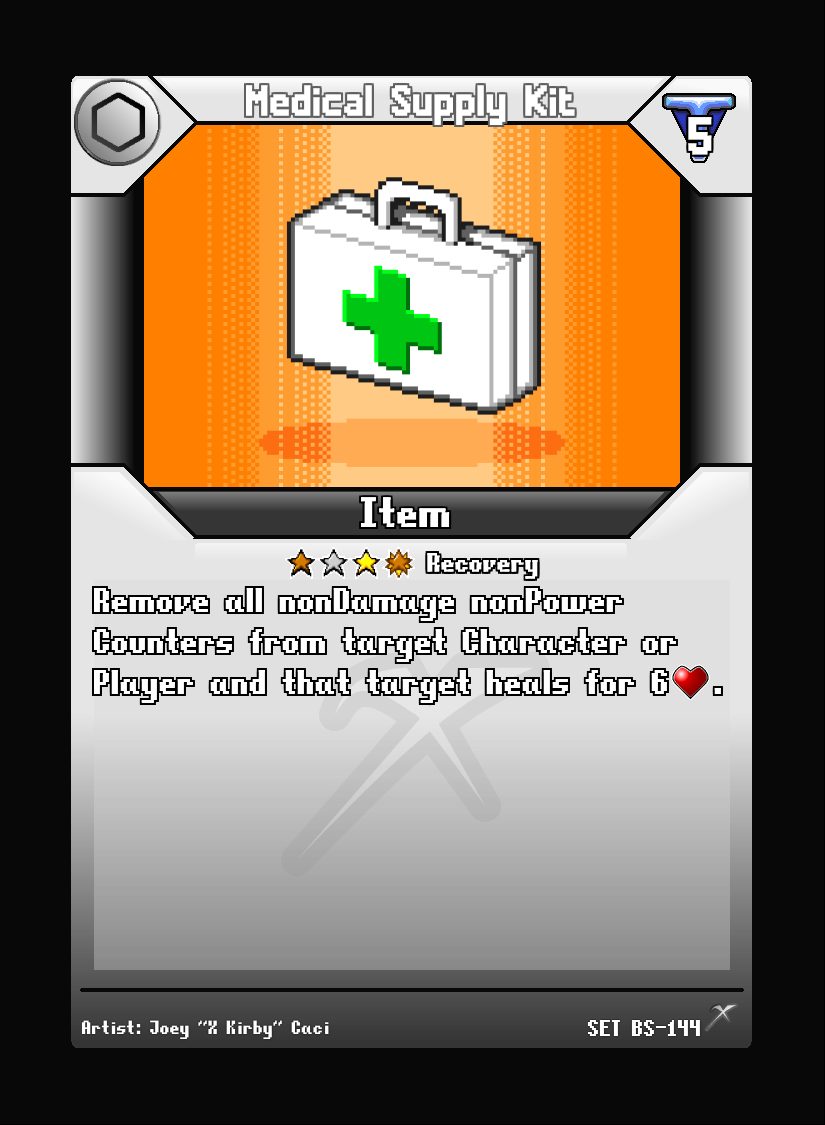 Medical Supply Kit
5
Item
Recovery
Remove all nonDamage nonPower
Counters from target Character or
Player and that target heals for 6.
Artist: Joey "X Kirby" Caci
SET BS-144